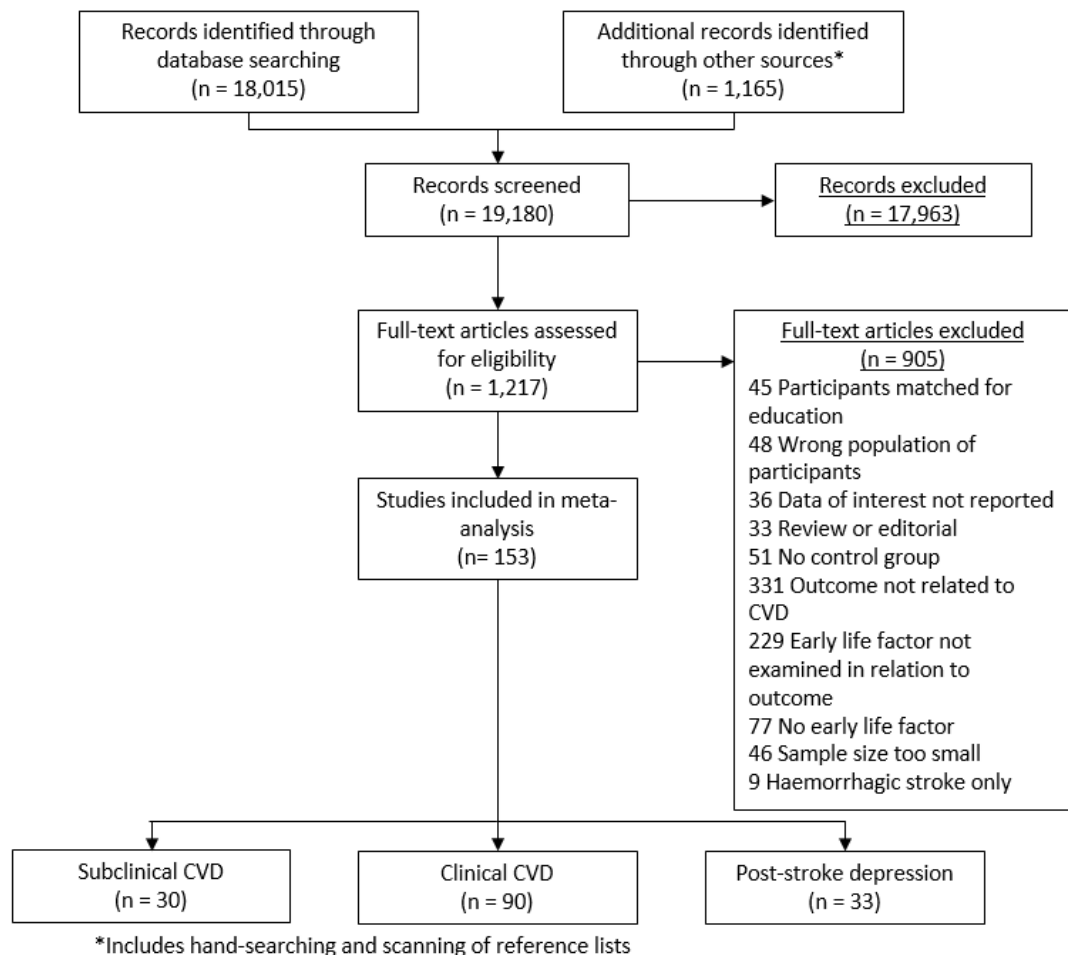 Records identified through
database searching
(n = 18,015)
Additional records identified
through other sources*
(n = 1,165)
Records screened
(n = 19,180)
Records excluded
(n = 17,963)
Full-text articles assessed
for eligibility
(n = 1,217)
Full-text articles excluded
(n = 905)
45 Participants matched for
education
48 Wrong population of
participants
36 Data of interest not reported
33 Review or editorial
51 No control group
331 Outcome not related to
CVD
229 Early life factor not
examined in relation to
outcome
77 No early life factor
46 Sample size too small
9 Haemorrhagic stroke only
Studies included in meta-
analysis
(n= 153)
Subclinical CVD
(n = 30)
Clinical CVD
(n = 90)
Post-stroke depression
(n = 33)
*Includes hand-searching and scanning of reference lists